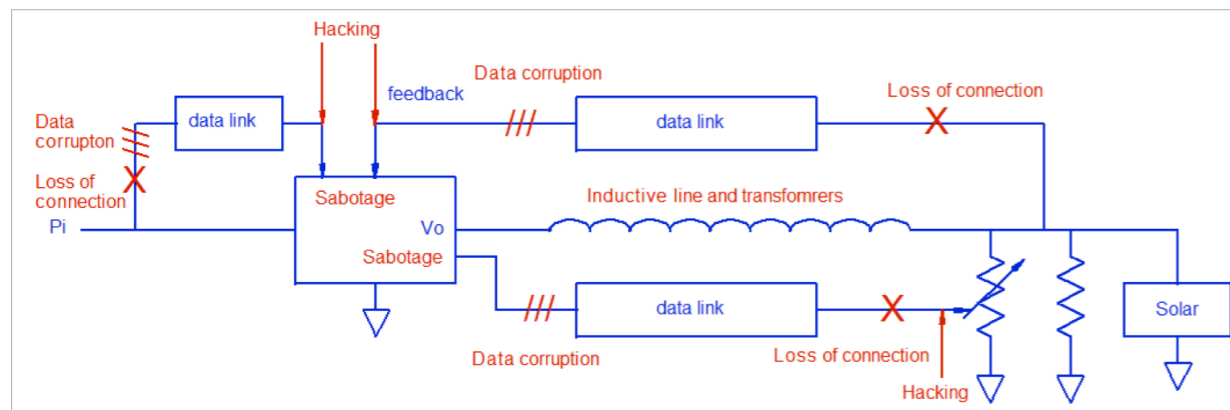 Hacking
Data corruption
feedback
Loss of connection
data link
data link
Data
corrupton
Loss of
connection
Sabotage
Inductive line and transfomrers
Pi
Vo
Sabotage
data link
Solar
Data corruption
Loss of connection
Hacking